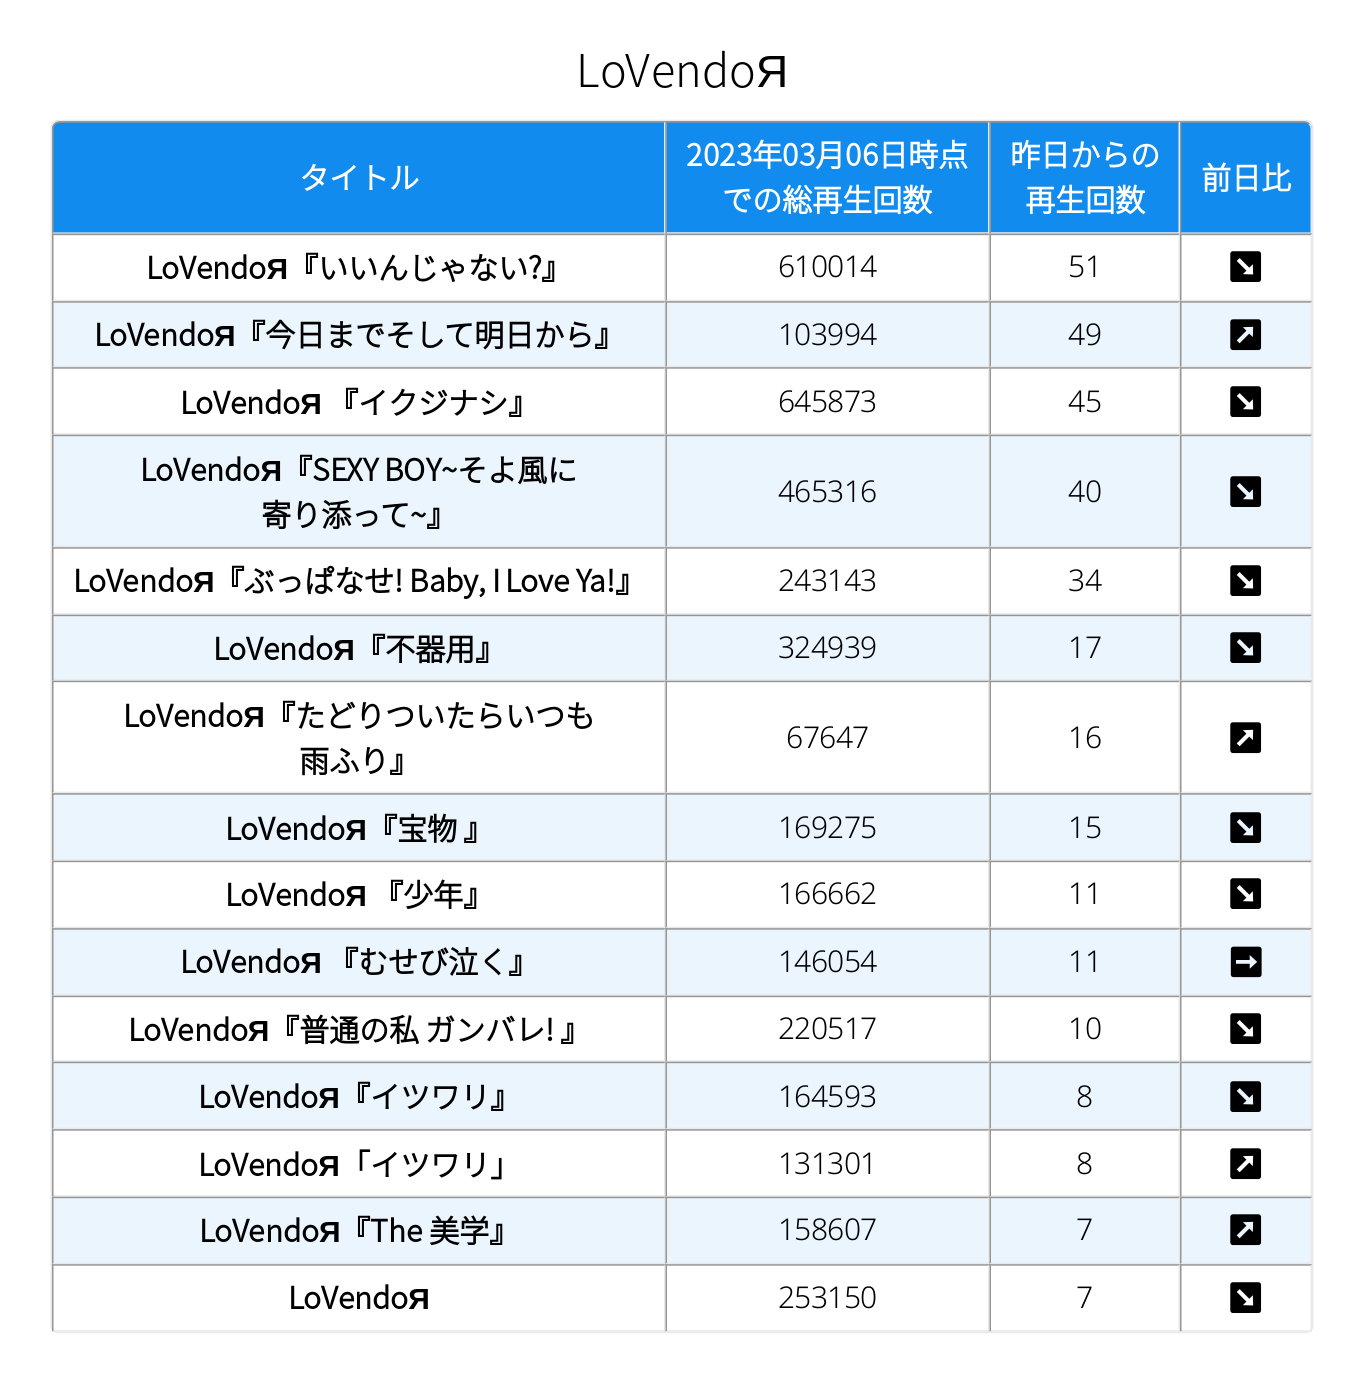 LoVendoЯ
タイトル
2023年03月06日時点
での総再生回数
昨日からの
再生回数
前日比
LoVendoЯ『いいんじゃない?』 610014 51 ↘
LoVendoЯ『今日までそして明日から』 103994 49 ↗
LoVendoЯ 『イクジナシ』 645873 45 ↘
LoVendoЯ『SEXY BOY~そよ風に
寄り添って~』 465316 40 ↘
LoVendoЯ『ぶっぱなせ! Baby, I Love Ya!』 243143 34 ↘
LoVendoЯ『不器用』 324939 17 ↘
LoVendoЯ『たどりついたらいつも
雨ふり』 67647 16 ↗
LoVendoЯ『宝物 』 169275 15 ↘
LoVendoЯ 『少年』 166662 11 ↘
LoVendoЯ 『むせび泣く』 146054 11 →
LoVendoЯ『普通の私 ガンバレ! 』 220517 10 ↘
LoVendoЯ『イツワリ』 164593 8 ↘
LoVendoЯ「イツワリ」 131301 8 ↗
LoVendoЯ『The 美学』 158607 7 ↗
LoVendoЯ 253150 7 ↘